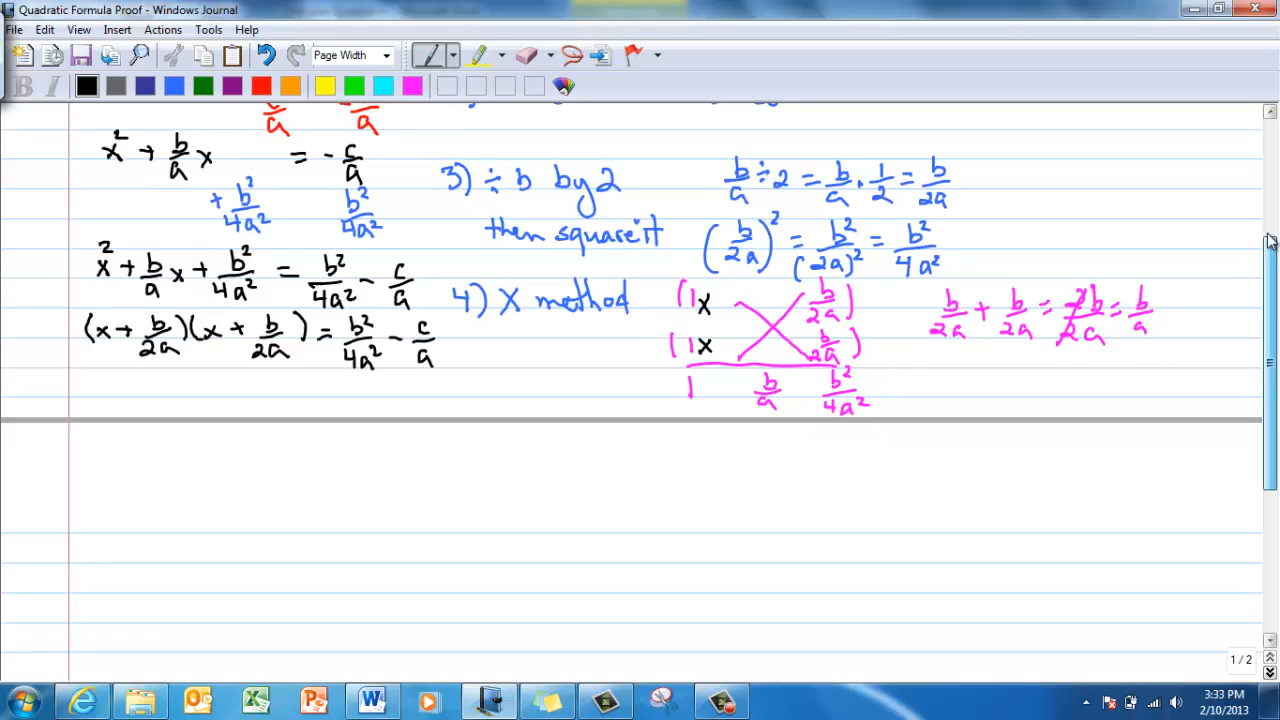 Quadratic Formula Proof - Windows Journal
File Edit View Insert Actions Tools Help
Page Width
B I
c/a a
x² + b/a x = - c/a
+ b²/4a² b²/4a²
x² + b/a x + b²/4a² = b²/4a² - c/a
(x + b/2a)(x + b/2a) = b²/4a² - c/a
3) ÷ b by 2
then square it
b/a ÷ 2 = b/a · 1/2 = b/2a
(b/2a)² = b²/(2a)² = b²/4a²
4) X method
(1x b/2a)
(1x b/2a)
1 b/a b²/4a²
b/2a + b/2a = 2b/2a = b/a
1/2
3:33 PM
2/10/2013